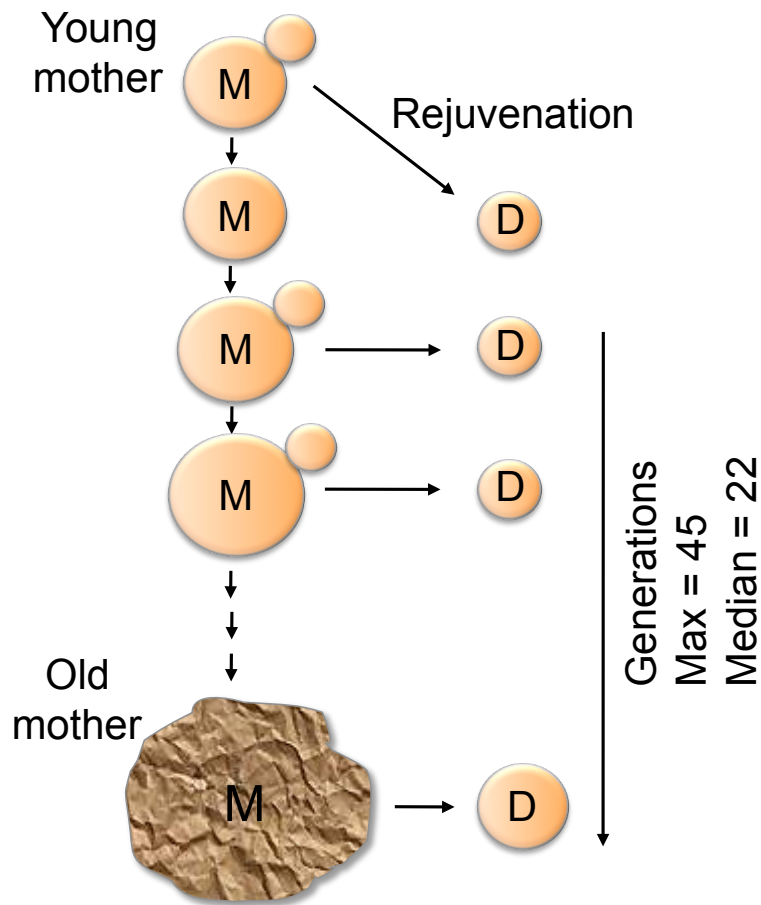 Young
mother
M
Rejuvenation
M
D
M
D
M
D
Generations
Max = 45
Median = 22
Old
mother
M
D